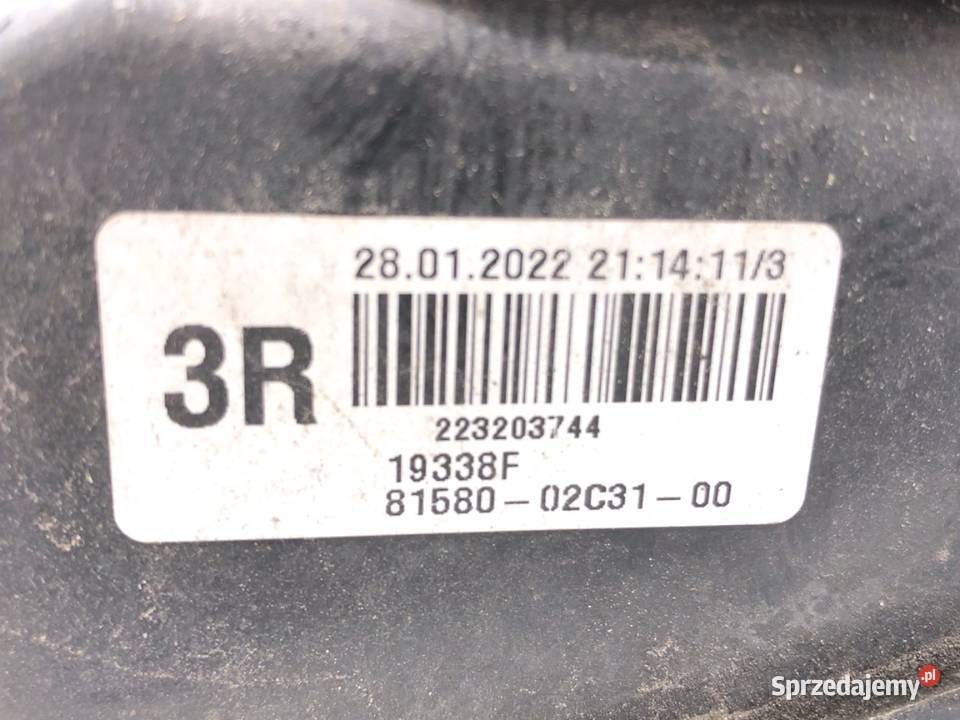 28.01.2022 21:14:11/3
3R
223203744
19338F
81580-02C31-00
Sprzedajemy.pl